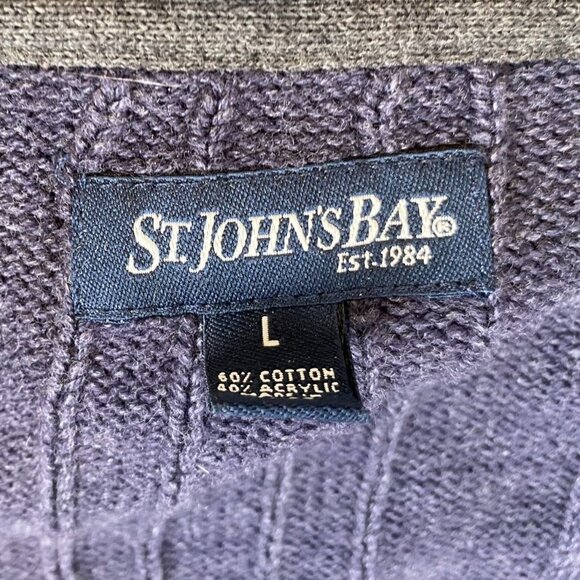 ST. JOHN'S BAY®
EST. 1984
L
60% COTTON
40% ACRYLIC